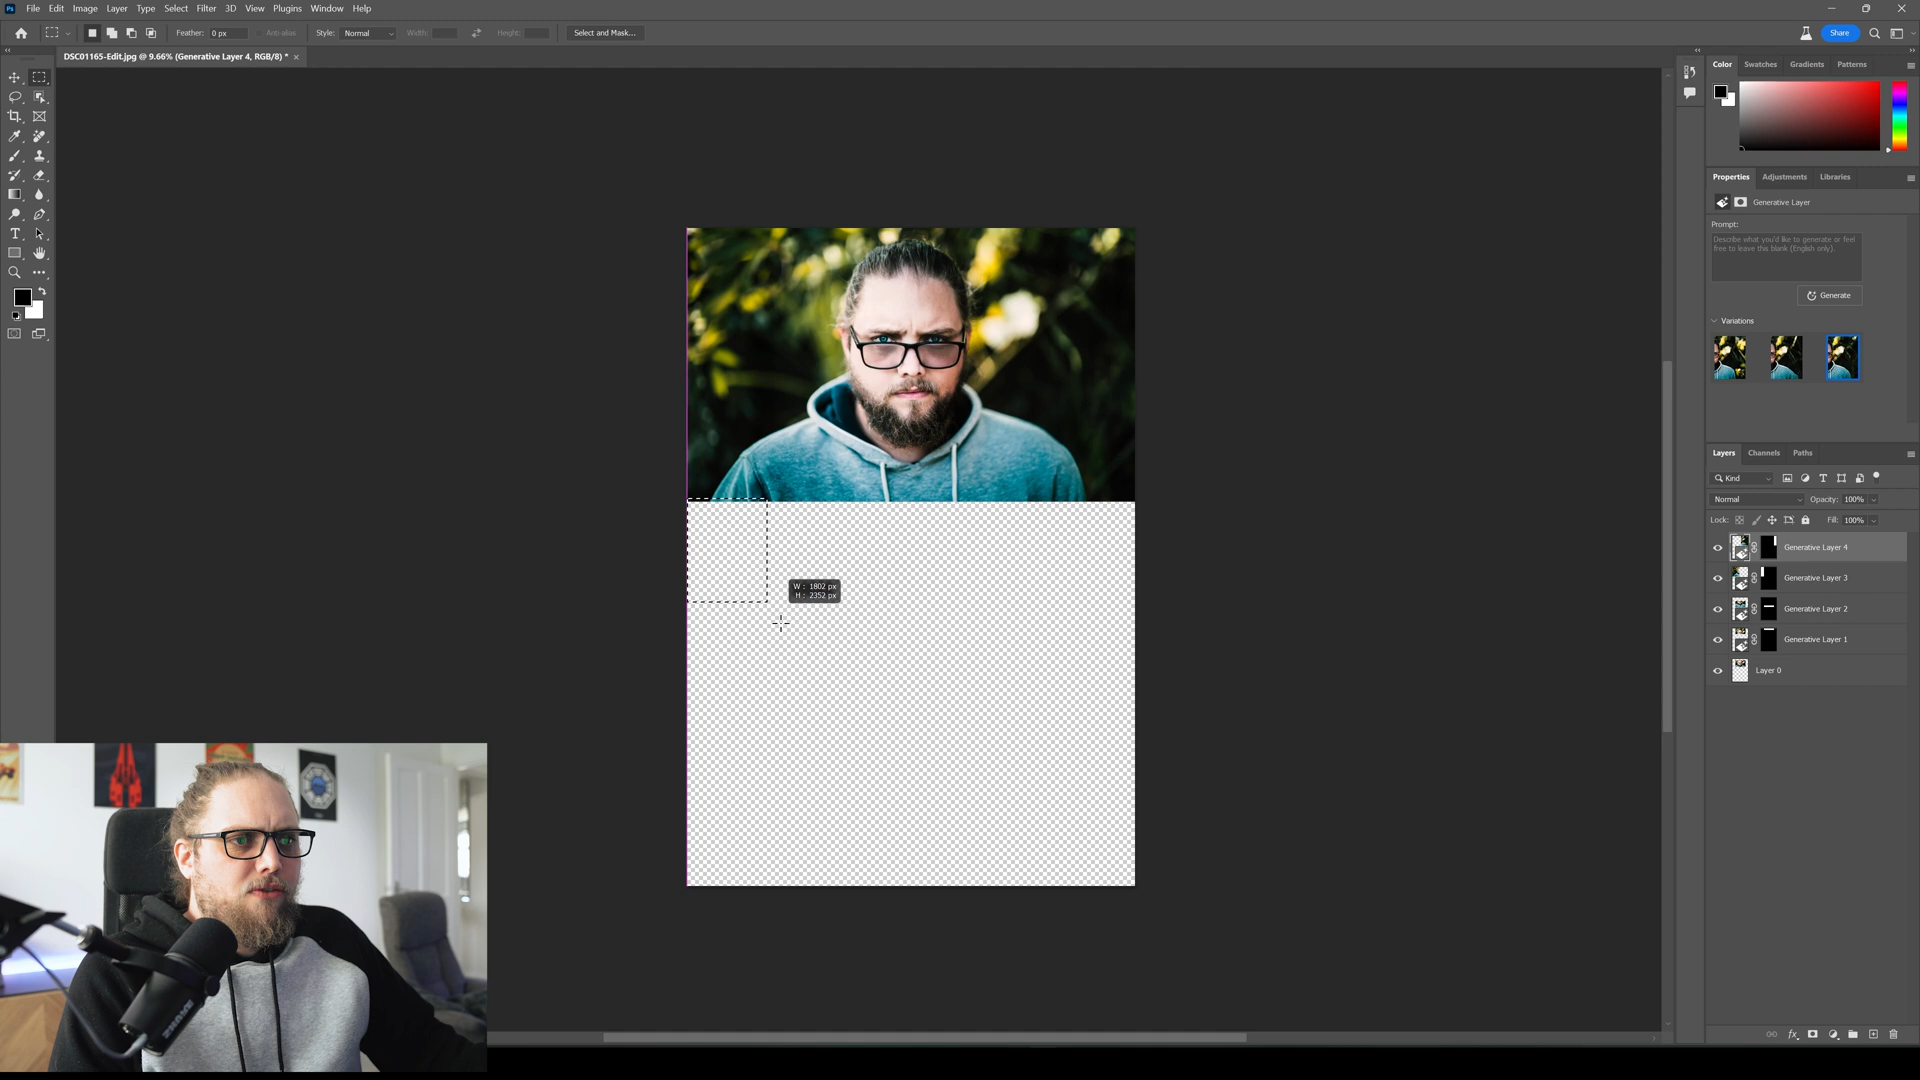 Ps File Edit Image Layer Type Select Filter 3D View Plugins Window Help
Feather: 0 px Anti-alias Style: Normal Width: Height: Select and Mask... Share
DSC01165-Edit.jpg @ 9.66% (Generative Layer 4, RGB/8) *
Color Swatches Gradients Patterns
Properties Adjustments Libraries
Generative Layer
Prompt:
Describe what you'd like to generate or feel
free to leave this blank (English only).
Generate
Variations
W : 1802 px
H : 2352 px
Layers Channels Paths
Kind
Normal Opacity: 100%
Lock: Fill: 100%
Generative Layer 4
Generative Layer 3
Generative Layer 2
Generative Layer 1
Layer 0
fx